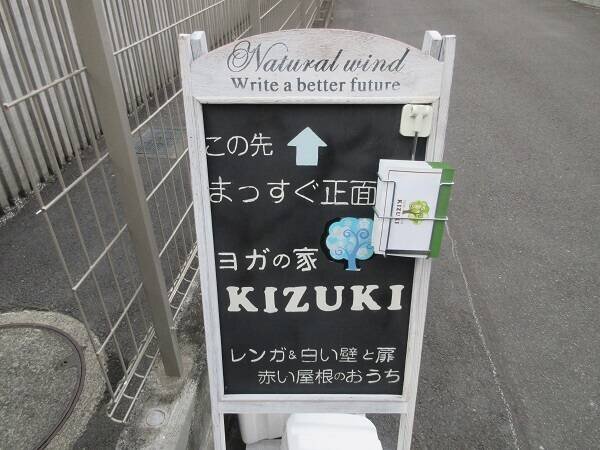 Natural wind
Write a better future
この先
まっすぐ正面
KIZUKI
ヨガの家
KIZUKI
レンガ&白い壁と扉
赤い屋根のおうち